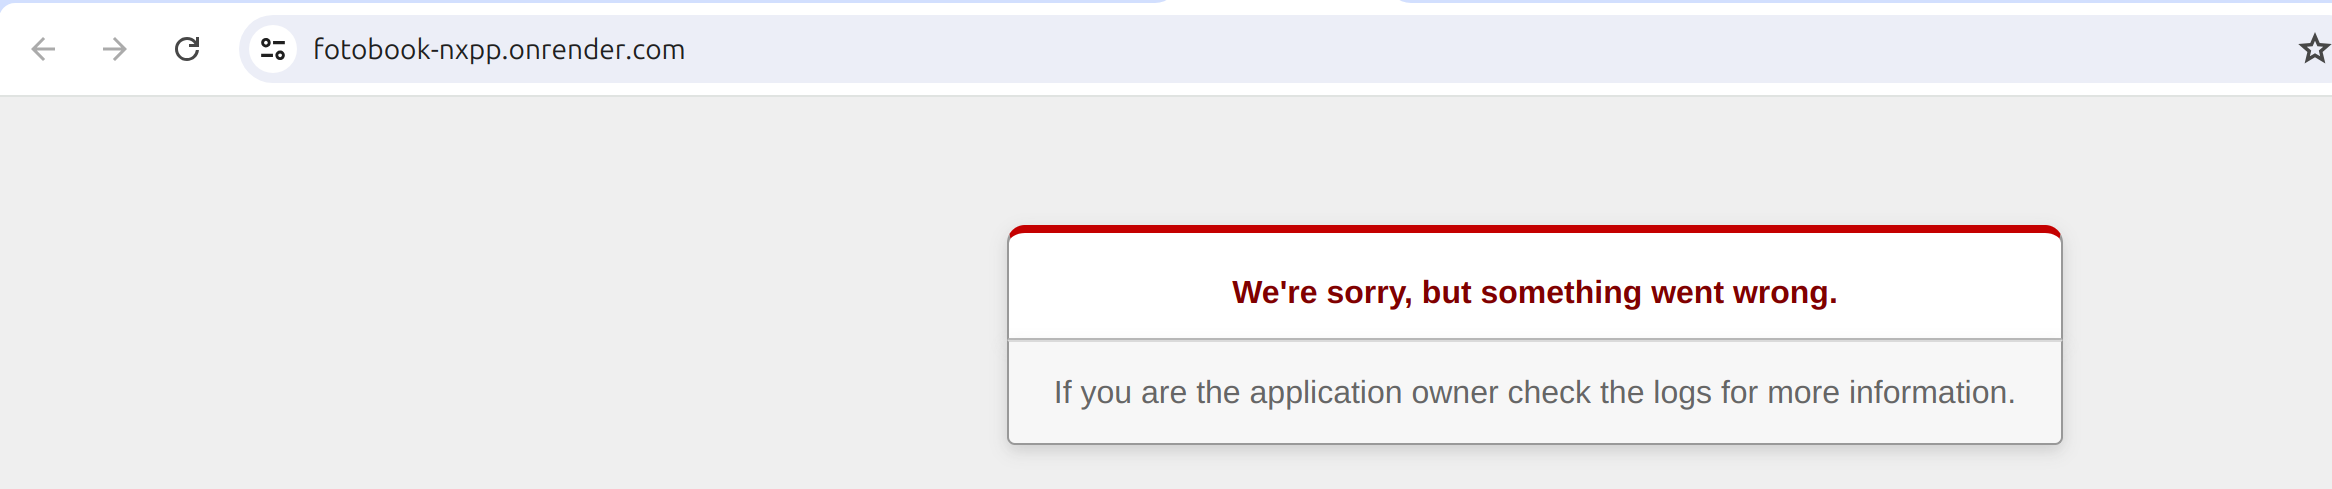 fotobook-nxpp.onrender.com
We're sorry, but something went wrong.
If you are the application owner check the logs for more information.